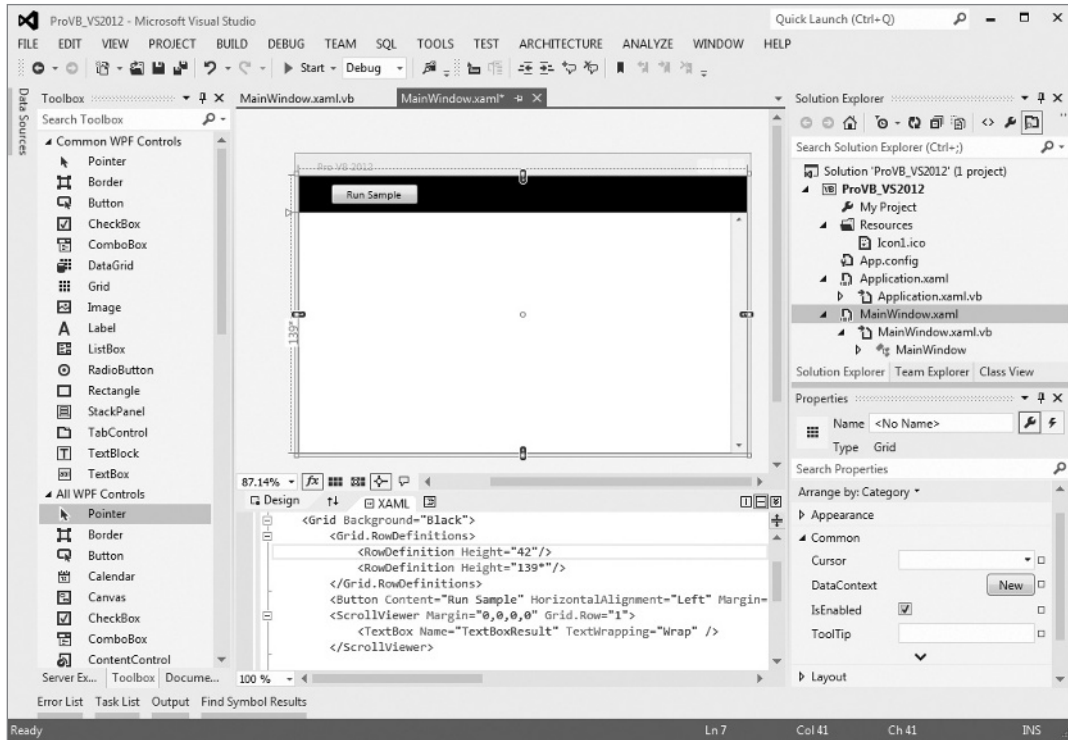 ProVB_VS2012 - Microsoft Visual Studio
Quick Launch (Ctrl+Q)
FILE EDIT VIEW PROJECT BUILD DEBUG TEAM SQL TOOLS TEST ARCHITECTURE ANALYZE WINDOW HELP
Start Debug
Data Sources
Toolbox
Search Toolbox
Common WPF Controls
Pointer
Border
Button
CheckBox
ComboBox
DataGrid
Grid
Image
Label
ListBox
RadioButton
Rectangle
StackPanel
TabControl
TextBlock
TextBox
All WPF Controls
Pointer
Border
Button
Calendar
Canvas
CheckBox
ComboBox
ContentControl
Server Ex... Toolbox Docume...
MainWindow.xaml.vb MainWindow.xaml*
Pro VB 2012
Run Sample
139*
87.14%
Design XAML
<Grid Background="Black">
<Grid.RowDefinitions>
<RowDefinition Height="42"/>
<RowDefinition Height="139*"/>
</Grid.RowDefinitions>
<Button Content="Run Sample" HorizontalAlignment="Left" Margin=
<ScrollViewer Margin="0,0,0,0" Grid.Row="1">
<TextBox Name="TextBoxResult" TextWrapping="Wrap" />
</ScrollViewer>
100 %
Solution Explorer
Search Solution Explorer (Ctrl+;)
Solution 'ProVB_VS2012' (1 project)
VB ProVB_VS2012
My Project
Resources
Icon1.ico
App.config
Application.xaml
Application.xaml.vb
MainWindow.xaml
MainWindow.xaml.vb
MainWindow
Solution Explorer Team Explorer Class View
Properties
Name <No Name>
Type Grid
Search Properties
Arrange by: Category
Appearance
Common
Cursor
DataContext New
IsEnabled
ToolTip
Layout
Error List Task List Output Find Symbol Results
Ready Ln 7 Col 41 Ch 41 INS